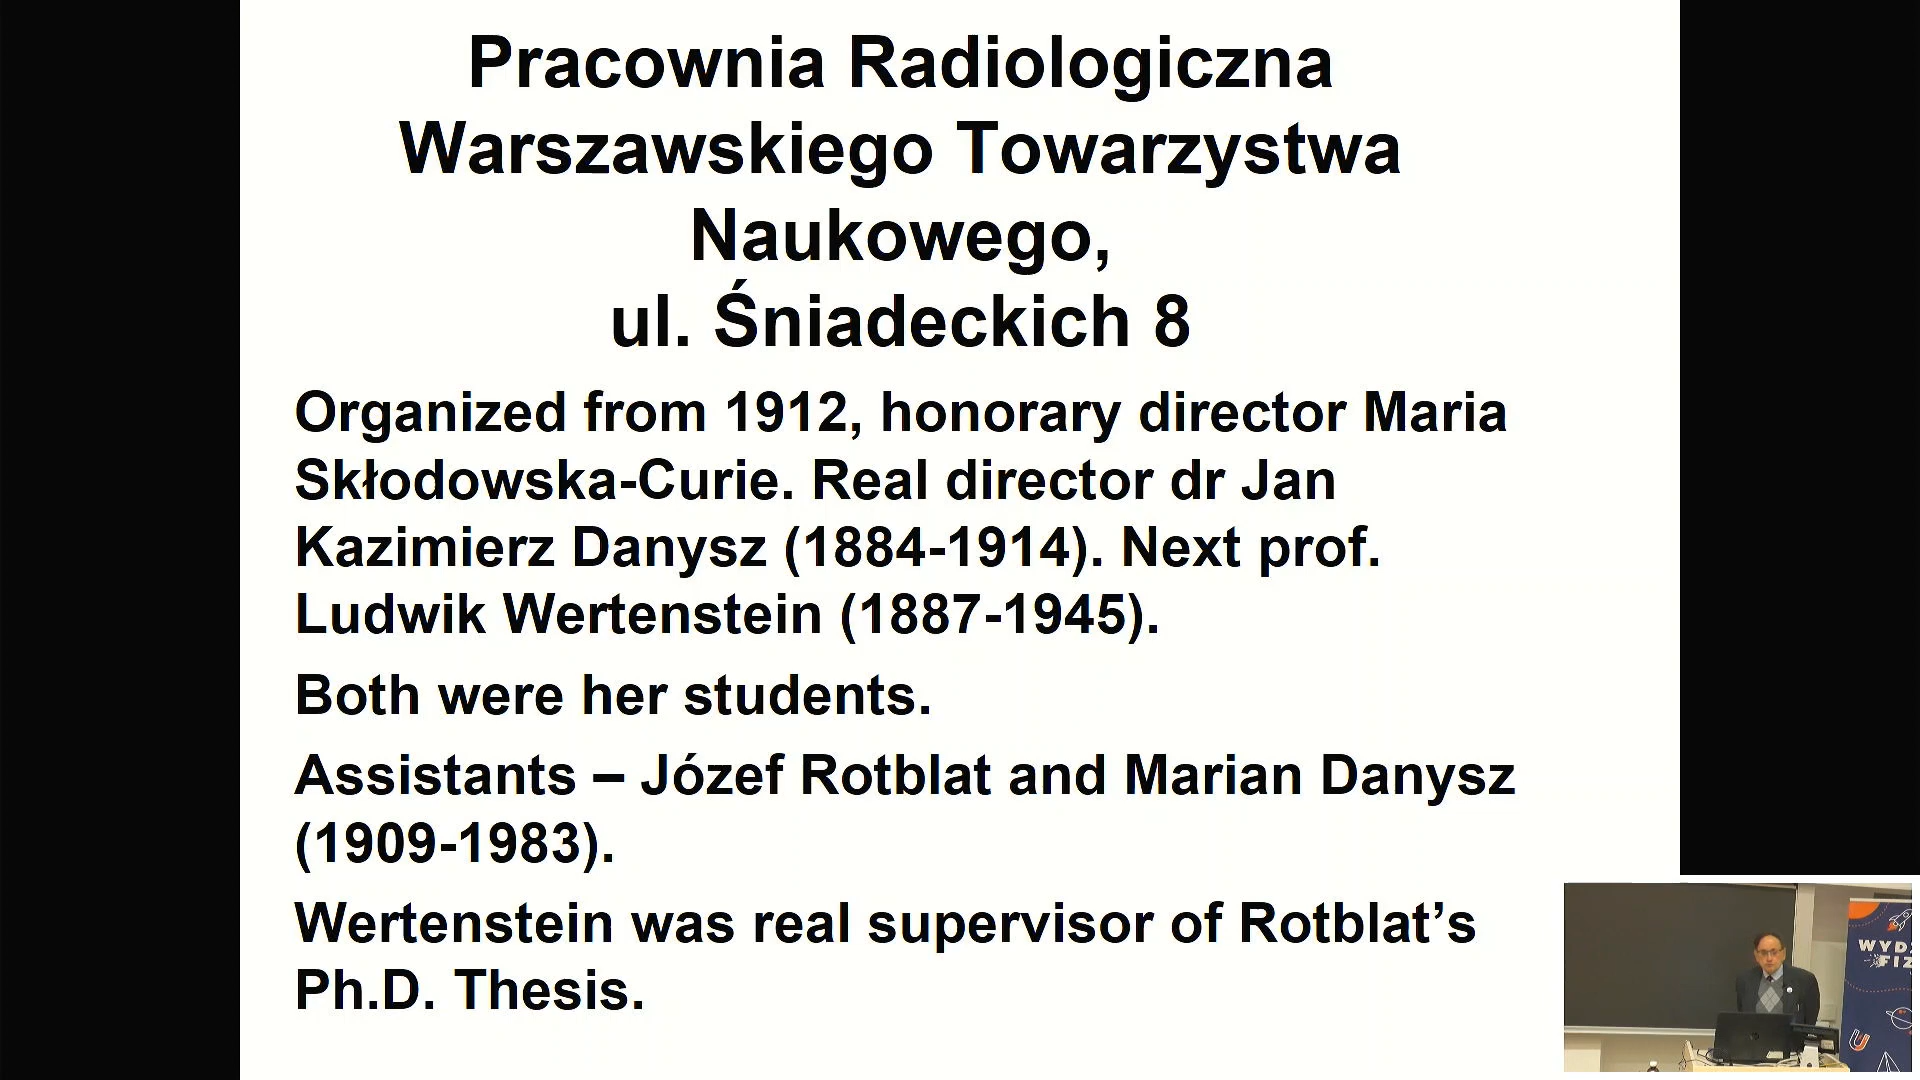 Pracownia Radiologiczna
Warszawskiego Towarzystwa
Naukowego,
ul. Śniadeckich 8
Organized from 1912, honorary director Maria
Skłodowska-Curie. Real director dr Jan
Kazimierz Danysz (1884-1914). Next prof.
Ludwik Wertenstein (1887-1945).
Both were her students.
Assistants – Józef Rotblat and Marian Danysz
(1909-1983).
Wertenstein was real supervisor of Rotblat’s
Ph.D. Thesis.